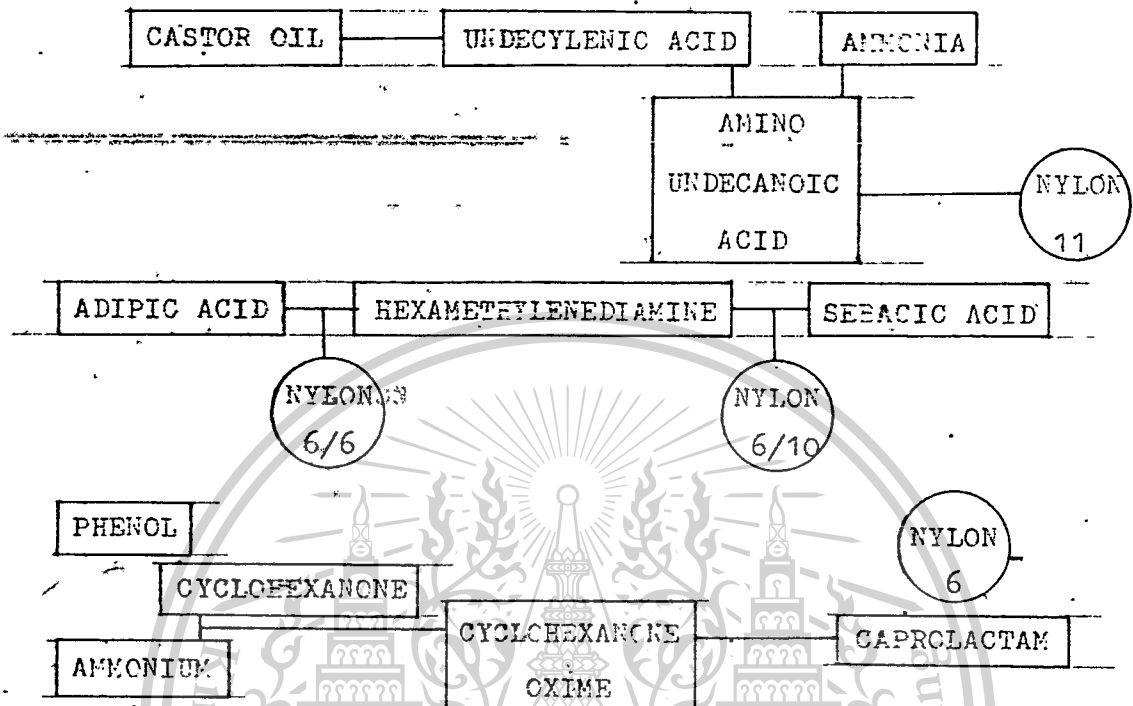 CASTOR OIL UNDECYLENIC ACID AMMONIA
AMINO
UNDECANOIC
ACID
NYLON
11
ADIPIC ACID HEXAMETHYLENEDIAMINE SEBACIC ACID
NYLON
6/6
NYLON
6/10
PHENOL
NYLON
6
CYCLOHEXANONE
AMMONIUM
CYCLOHEXANONE
OXIME
CAPROLACTAM